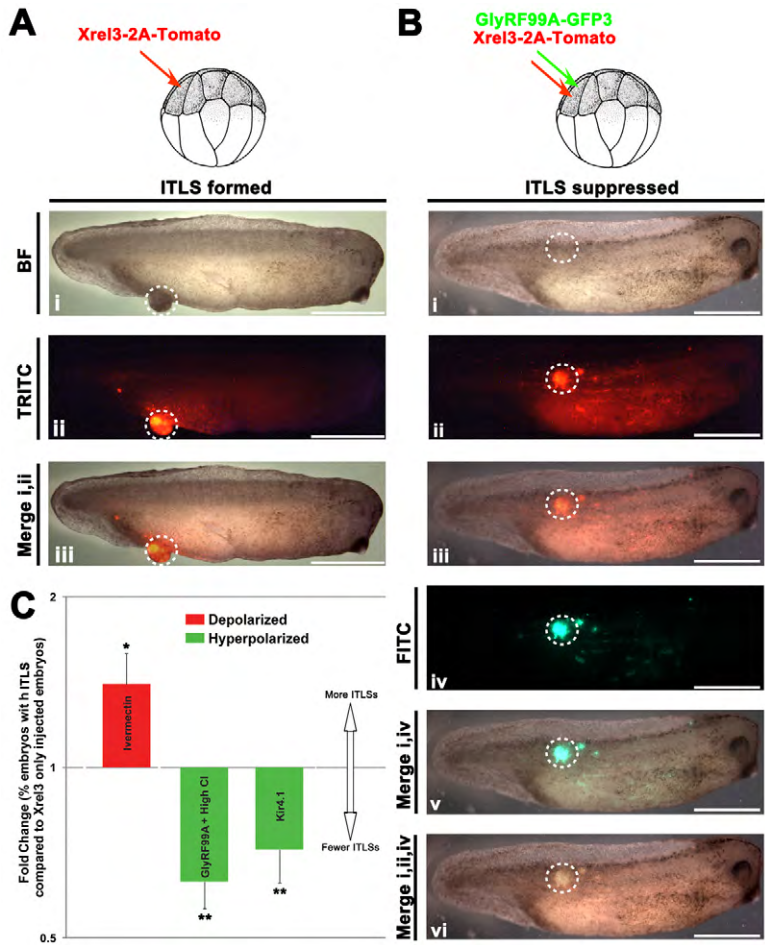 A
Xrel3-2A-Tomato
ITLS formed
BF
i
TRITC
ii
Merge i,ii
iii
B
GlyRF99A-GFP3
Xrel3-2A-Tomato
ITLS suppressed
i
ii
iii
FITC
iv
Merge i,iv
v
Merge i,ii,iv
vi
C
Fold Change (% embryos wit h ITLS
compared to Xrel3 only injected embryos)
2
1
0.5
Depolarized
Hyperpolarized
*
Ivermectin
GlyRF99A + High Cl
**
Kir4.1
**
More ITLSs
Fewer ITLSs